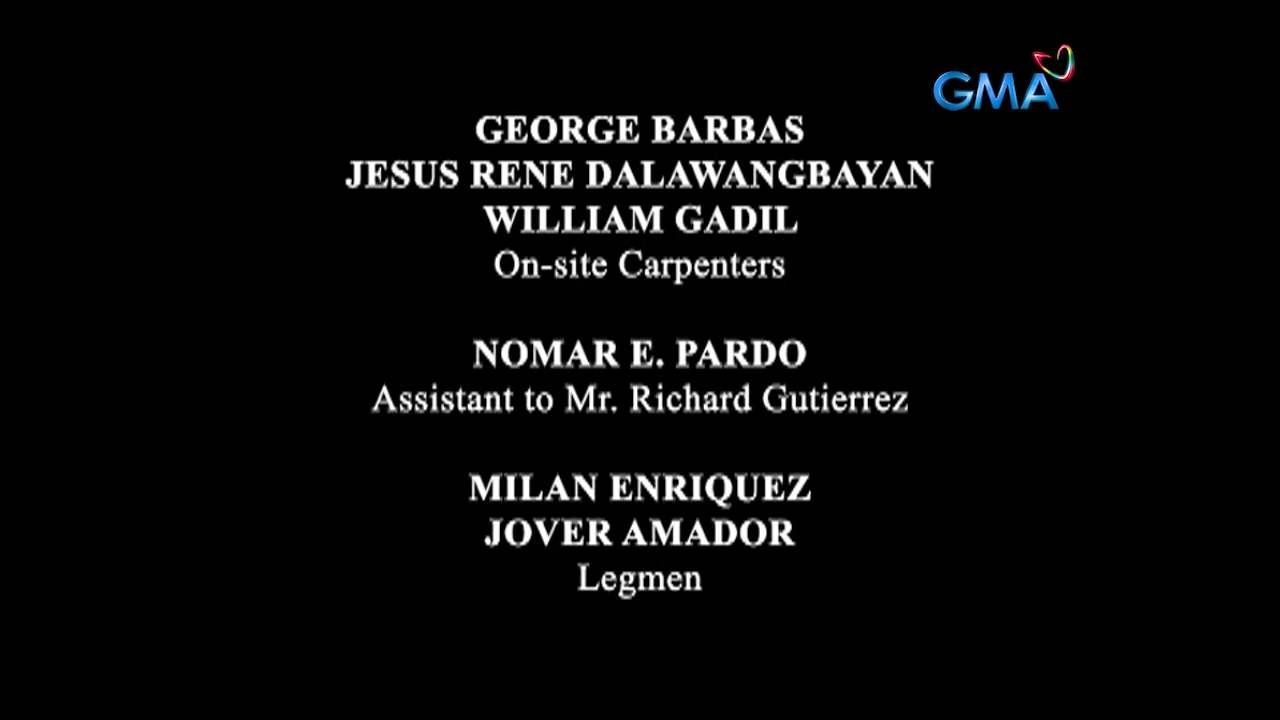 GMA
GEORGE BARBAS
JESUS RENE DALAWANGBAYAN
WILLIAM GADIL
On-site Carpenters
NOMAR E. PARDO
Assistant to Mr. Richard Gutierrez
MILAN ENRIQUEZ
JOVER AMADOR
Legmen